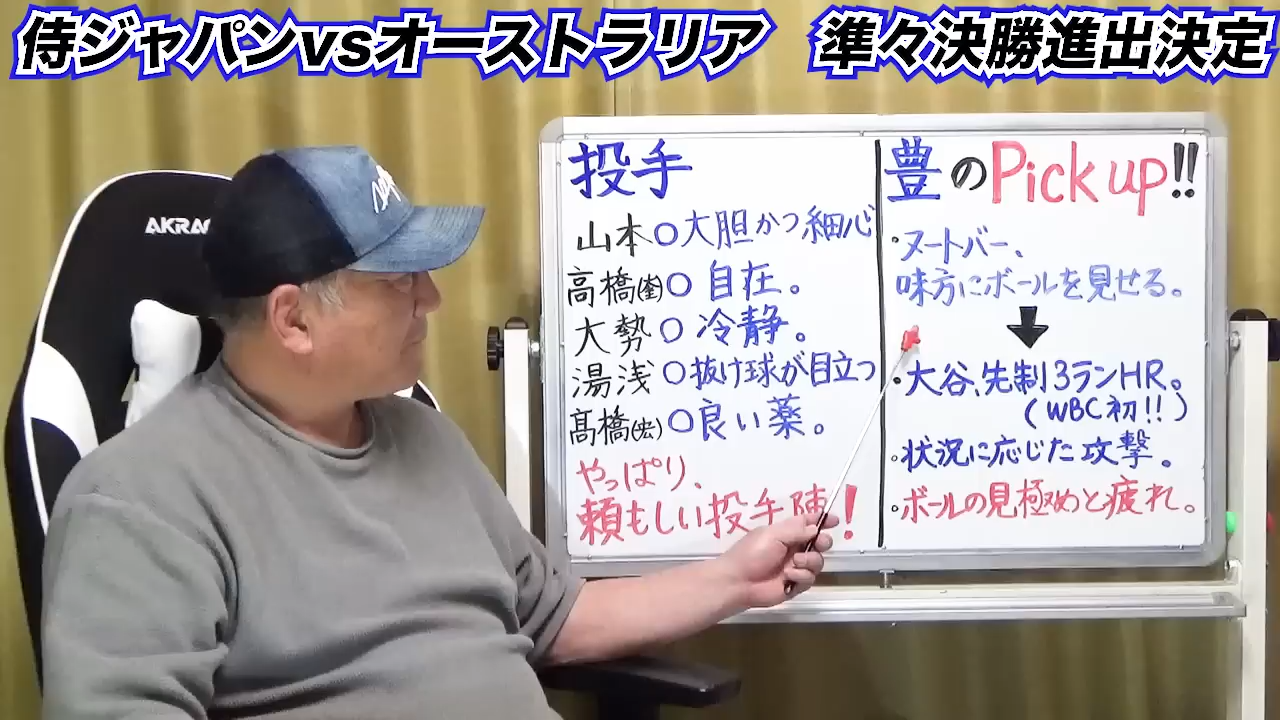 侍ジャパンvsオーストラリア　準々決勝進出決定
AKRAC
投手
山本○大胆かつ細心
高橋(奎)○自在。
大勢○冷静。
湯浅○抜け球が目立つ
髙橋(宏)○良い薬。
やっぱり、
頼もしい投手陣!
豊のPick up!!
・ヌートバー、
味方にボールを見せる。
・大谷、先制3ランHR。
(WBC初!!)
・状況に応じた攻撃。
・ボールの見極めと疲れ。